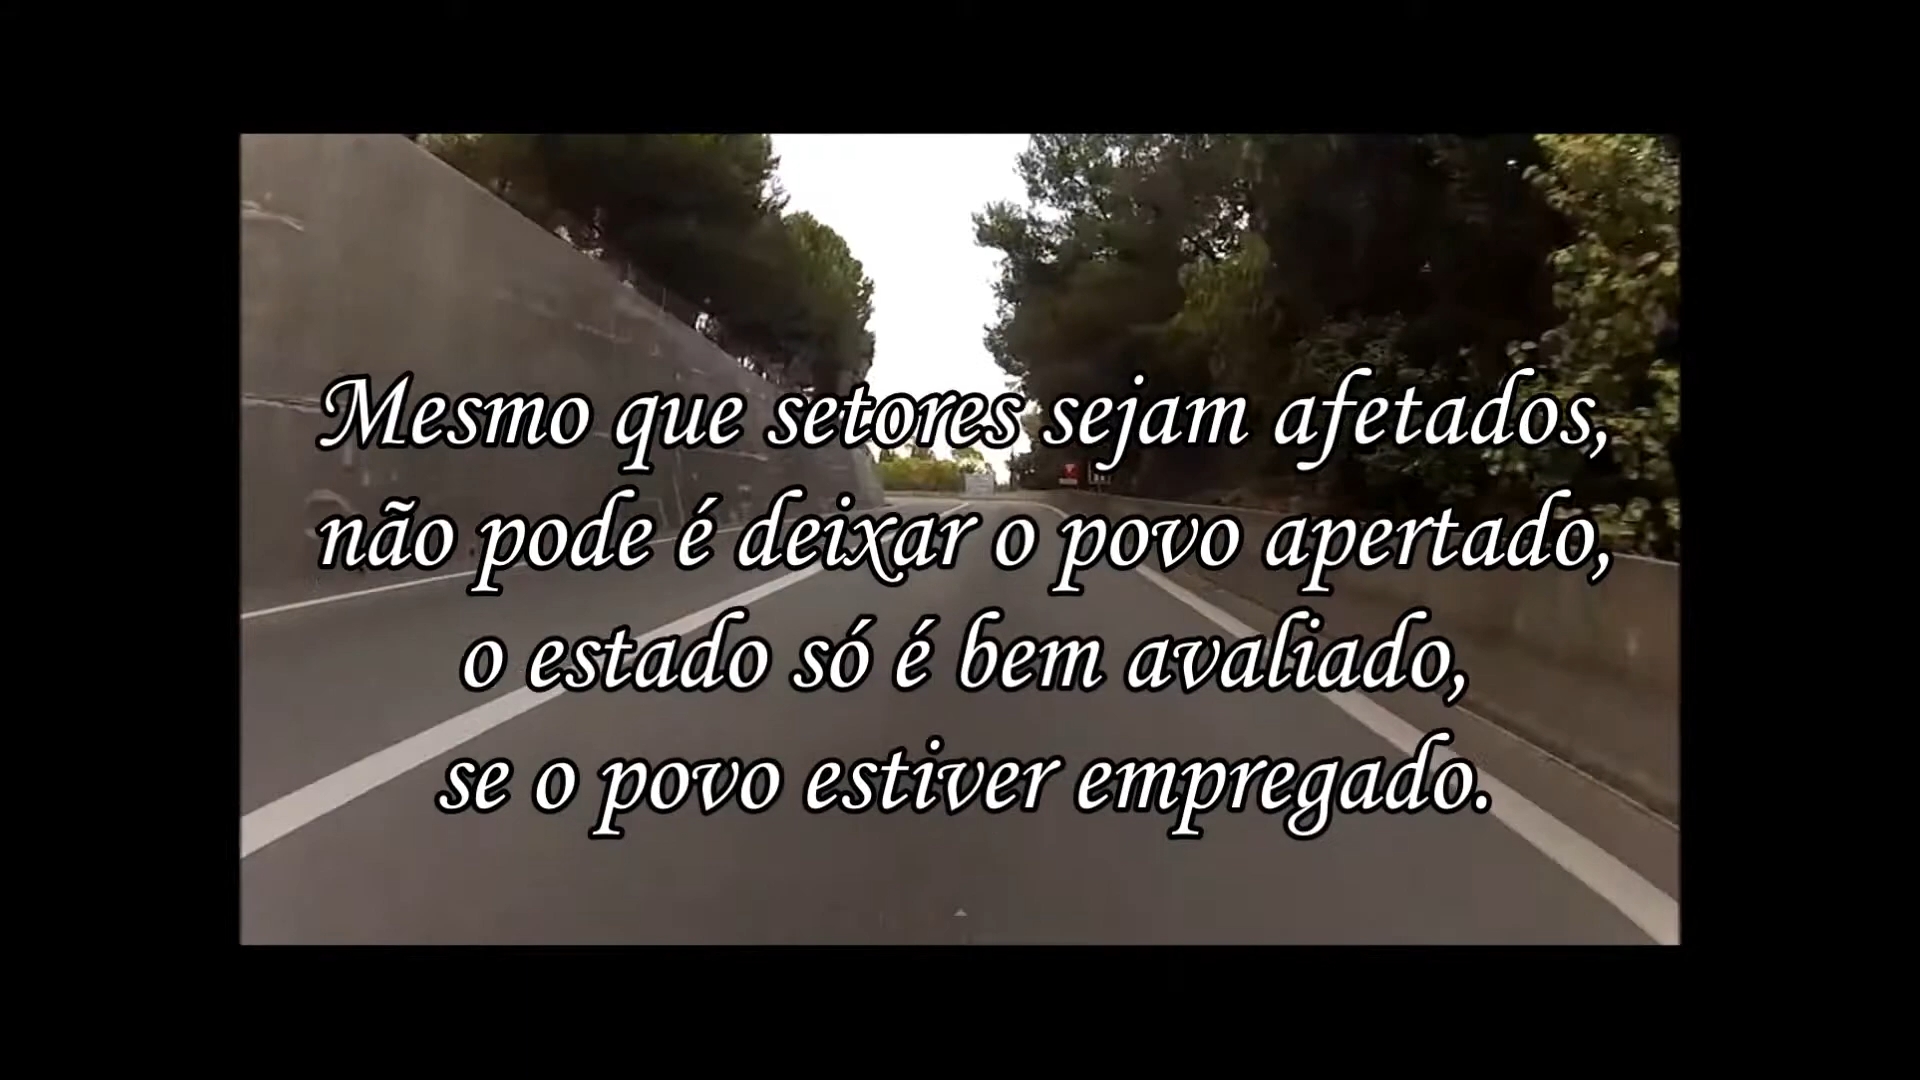 Mesmo que setores sejam afetados,
não pode é deixar o povo apertado,
o estado só é bem avaliado,
se o povo estiver empregado.